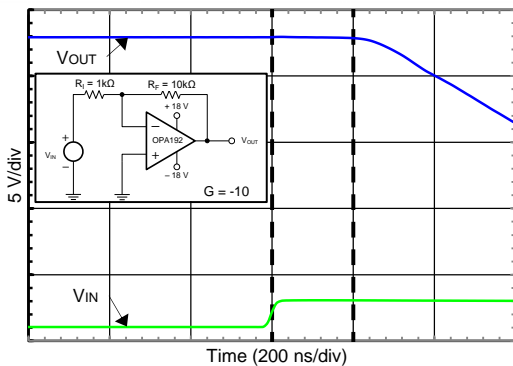 VOUT
RI = 1kΩ
RF = 10kΩ
+ 18 V
−
+
OPA192
VOUT
+
VIN
−
– 18 V
G = -10
5 V/div
VIN
Time (200 ns/div)